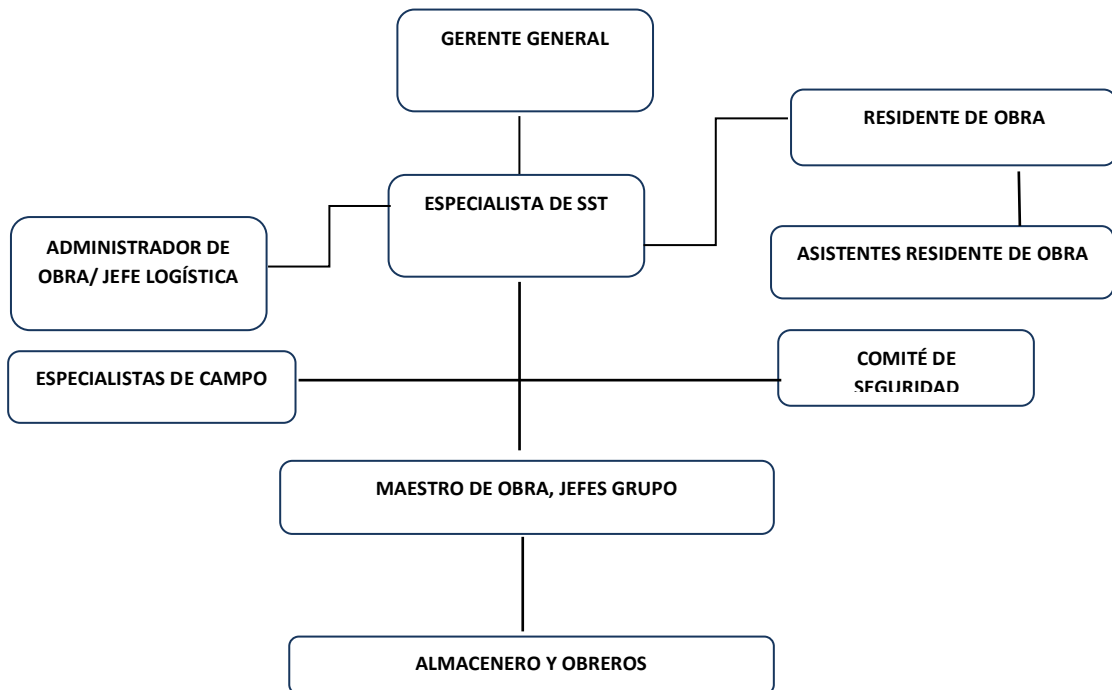 GERENTE GENERAL
RESIDENTE DE OBRA
ESPECIALISTA DE SST
ADMINISTRADOR DE
OBRA/ JEFE LOGÍSTICA
ASISTENTES RESIDENTE DE OBRA
ESPECIALISTAS DE CAMPO
COMITÉ DE
SEGURIDAD
MAESTRO DE OBRA, JEFES GRUPO
ALMACENERO Y OBREROS